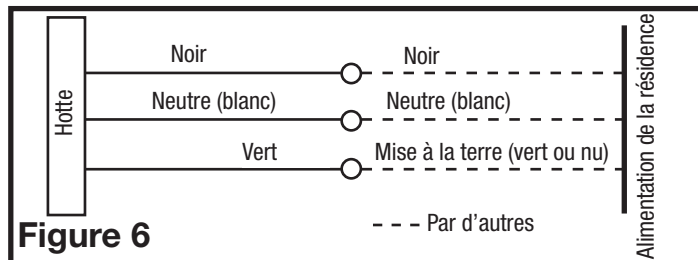 Noir
Noir
Neutre (blanc)
Neutre (blanc)
Vert
Mise à la terre (vert ou nu)
Hotte
Alimentation de la résidence
Par d'autres
Figure 6